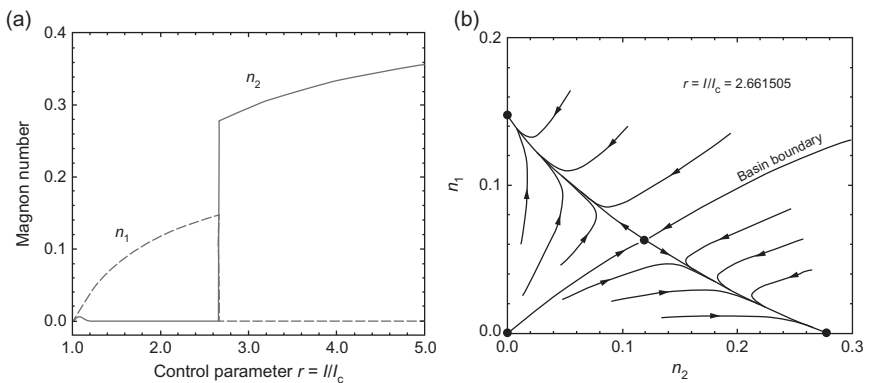 (a)
0.4
0.3
0.2
0.1
0.0
Magnon number
n₂
n₁
1.0 2.0 3.0 4.0 5.0
Control parameter r = I/Ic
(b)
0.2
0.1
0.0
n₁
r = I/Ic = 2.661505
Basin boundary
0.0 0.1 0.2 0.3
n₂